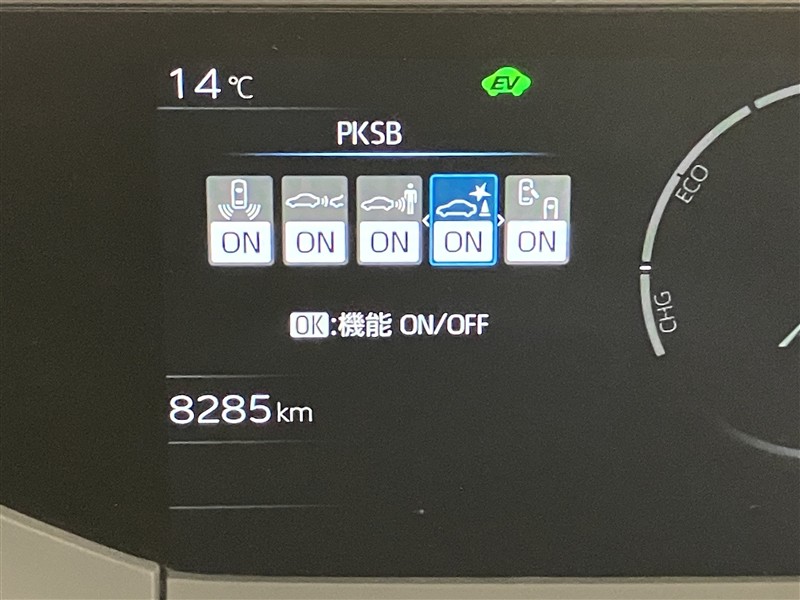 14℃
EV
PKSB
ON ON ON ON ON
OK:機能 ON/OFF
8285km
ECO
CHG